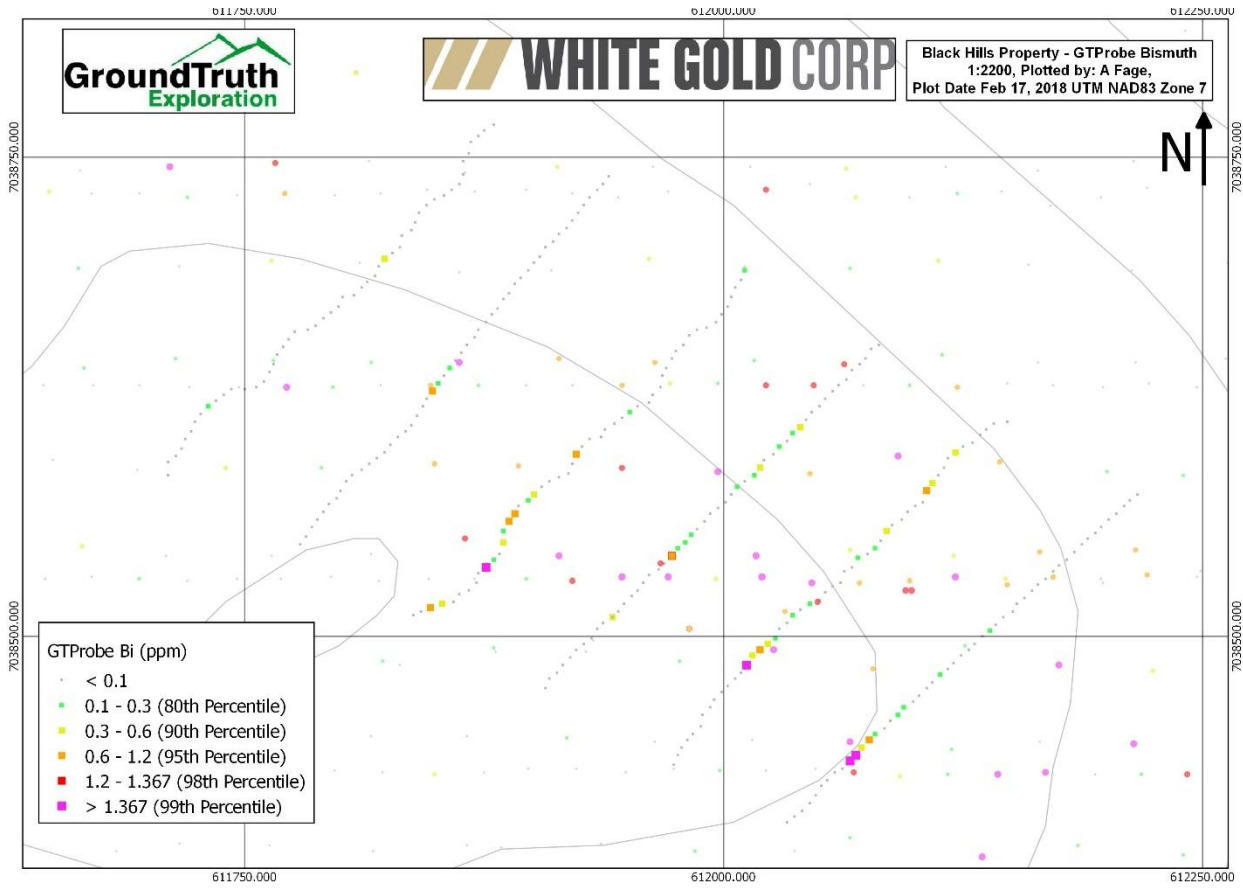 611750.000 612000.000 612250.000
GroundTruth
Exploration
WHITE GOLD CORP
Black Hills Property - GTProbe Bismuth
1:2200, Plotted by: A Fage,
Plot Date Feb 17, 2018 UTM NAD83 Zone 7
N
7038750.000 7038750.000
7038500.000 7038500.000
GTProbe Bi (ppm)
< 0.1
0.1 - 0.3 (80th Percentile)
0.3 - 0.6 (90th Percentile)
0.6 - 1.2 (95th Percentile)
1.2 - 1.367 (98th Percentile)
> 1.367 (99th Percentile)
611750.000 612000.000 612250.000